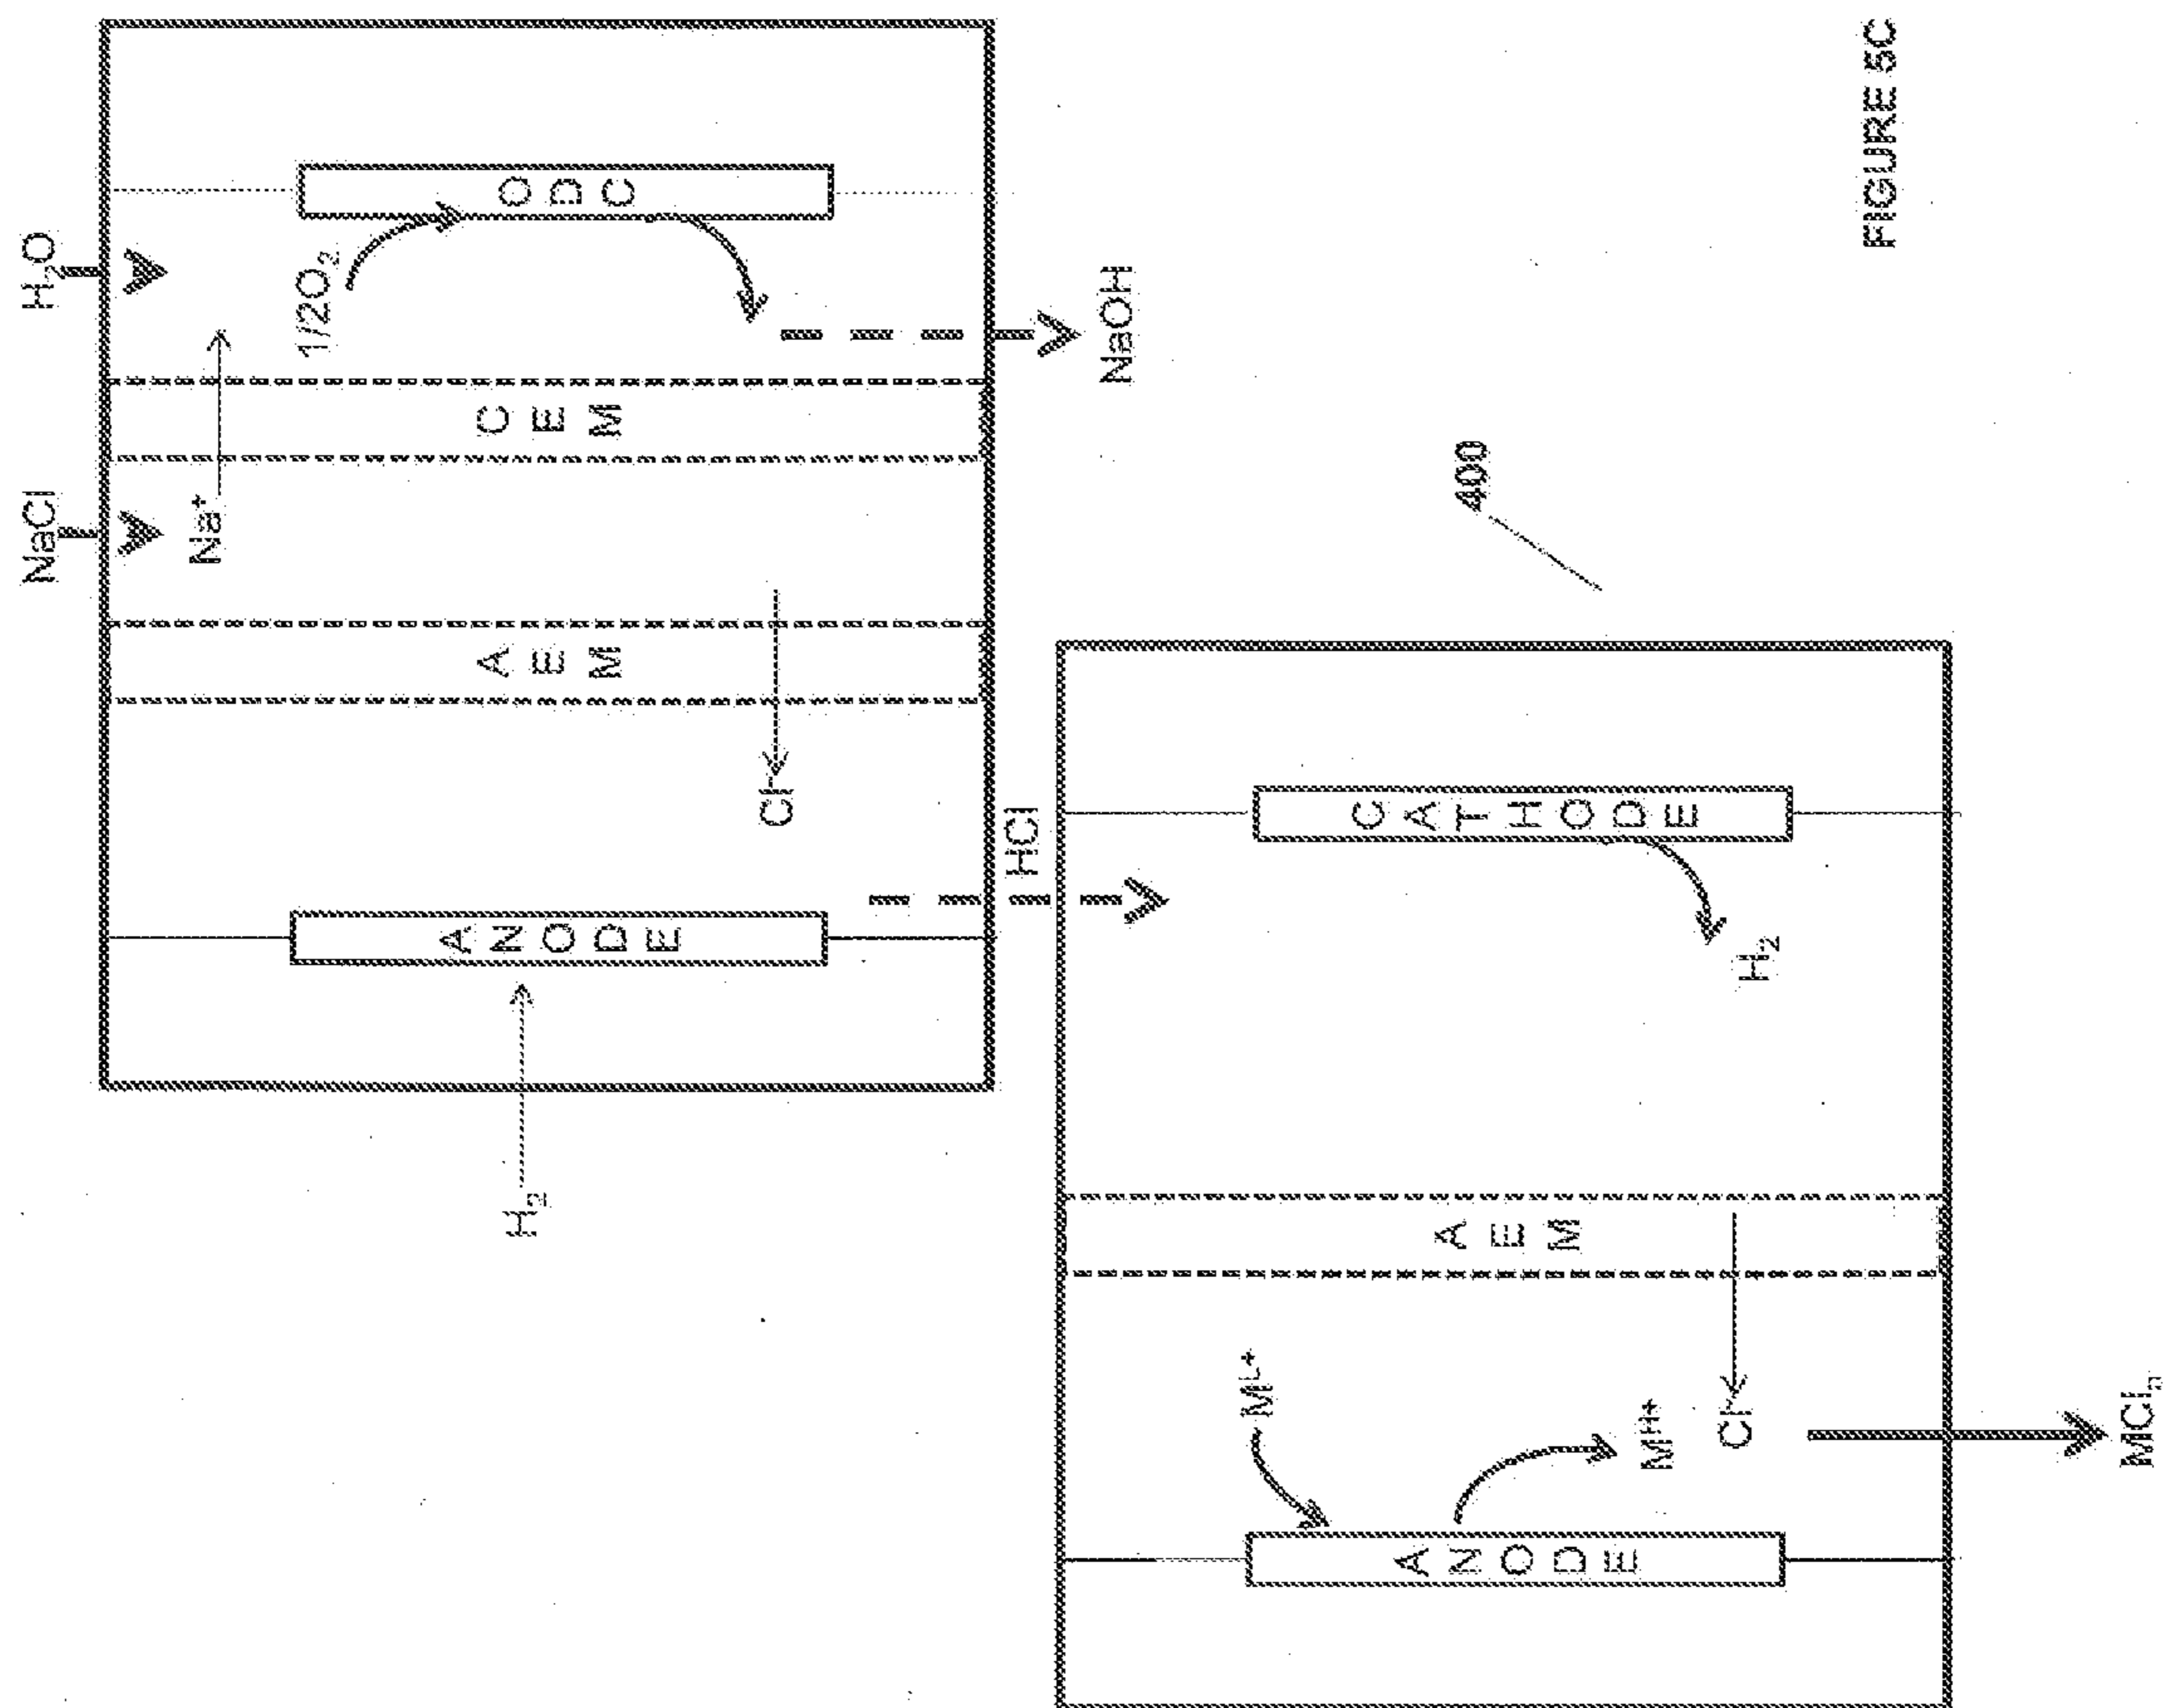 H2O
NaCl
Na+
1/2O2
ODC
CEM
AEM
Cl-
ANODE
H2
NaOH
HCl
400
CATHODE
H2
AEM
ML+
MH+
Cl-
ANODE
MCln
FIGURE 5C